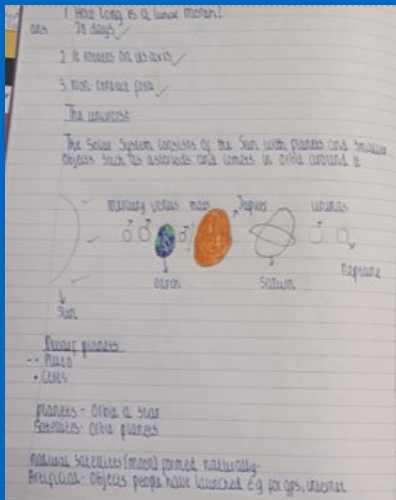 1. How long is a lunar month?
ans 28 days
2. It rotates on its axis
3. Non-contact force
The universe
The Solar System consists of the Sun with planets and smaller
objects such as asteriods and comets in orbit around it
mercury venus mars Jupiter uranus
earth Saturn Neptune
Sun
Dwarf planets
- Pluto
• Ceres
planets - Orbit a star
Satellites - Orbit planets
natural satellites (moon) formed naturally.
Artificial - objects people have launched e.g for gps, internet